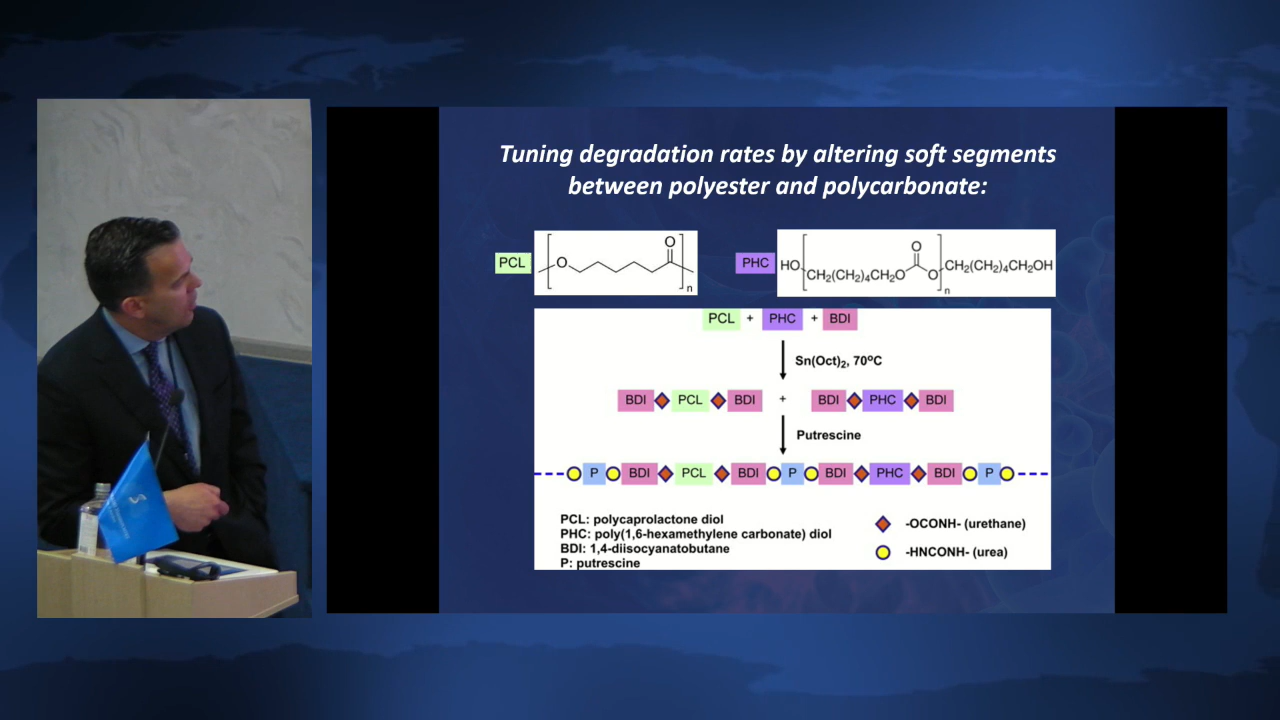 Tuning degradation rates by altering soft segments
between polyester and polycarbonate:
PCL
O
O
n
PHC
HO
CH₂(CH₂)₄CH₂O
O
O
CH₂(CH₂)₄CH₂OH
n
PCL + PHC + BDI
Sn(Oct)₂, 70ºC
BDI PCL BDI + BDI PHC BDI
Putrescine
P BDI PCL BDI P BDI PHC BDI P
PCL: polycaprolactone diol
PHC: poly(1,6-hexamethylene carbonate) diol
BDI: 1,4-diisocyanatobutane
P: putrescine
-OCONH- (urethane)
-HNCONH- (urea)